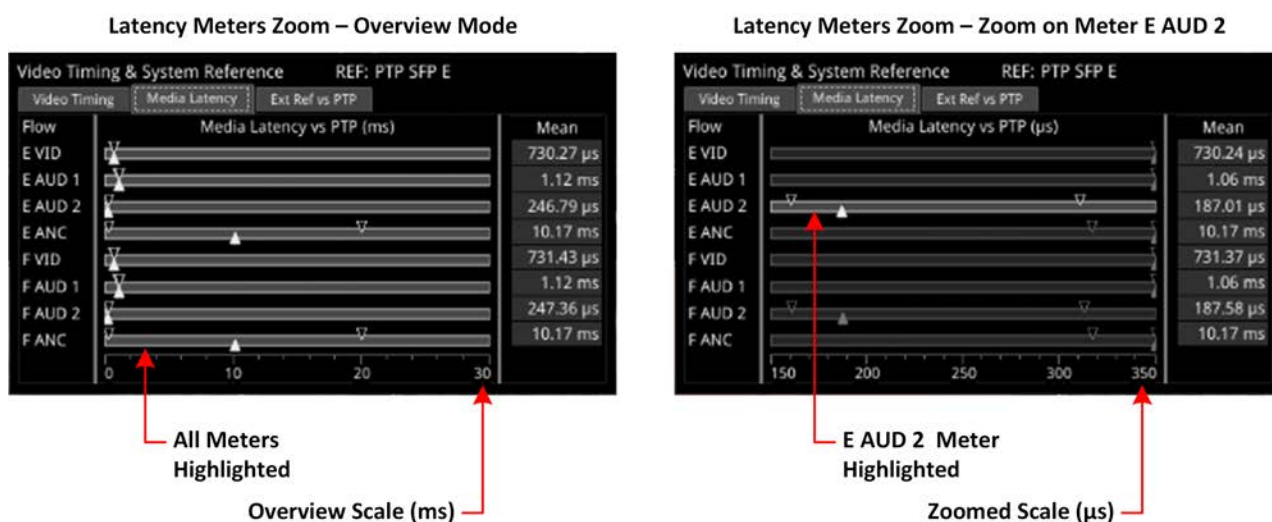 Latency Meters Zoom – Overview Mode
Video Timing & System Reference REF: PTP SFP E
Video Timing Media Latency Ext Ref vs PTP
Flow Media Latency vs PTP (ms) Mean
E VID 730.27 µs
E AUD 1 1.12 ms
E AUD 2 246.79 µs
E ANC 10.17 ms
F VID 731.43 µs
F AUD 1 1.12 ms
F AUD 2 247.36 µs
F ANC 10.17 ms
0 10 20 30
All Meters
Highlighted
Overview Scale (ms)
Latency Meters Zoom – Zoom on Meter E AUD 2
Video Timing & System Reference REF: PTP SFP E
Video Timing Media Latency Ext Ref vs PTP
Flow Media Latency vs PTP (µs) Mean
E VID 730.24 µs
E AUD 1 1.06 ms
E AUD 2 187.01 µs
E ANC 10.17 ms
F VID 731.37 µs
F AUD 1 1.06 ms
F AUD 2 187.58 µs
F ANC 10.17 ms
150 200 250 300 350
E AUD 2 Meter
Highlighted
Zoomed Scale (µs)